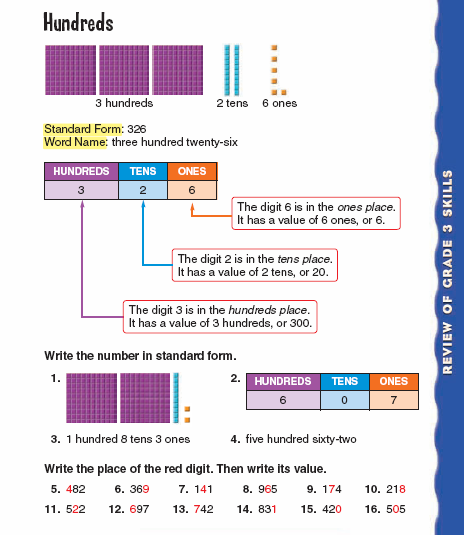 Hundreds
3 hundreds 2 tens 6 ones
Standard Form: 326
Word Name: three hundred twenty-six
HUNDREDS TENS ONES
3 2 6
The digit 6 is in the ones place.
It has a value of 6 ones, or 6.
The digit 2 is in the tens place.
It has a value of 2 tens, or 20.
The digit 3 is in the hundreds place.
It has a value of 3 hundreds, or 300.
Write the number in standard form.
1.
2. HUNDREDS TENS ONES
6 0 7
3. 1 hundred 8 tens 3 ones 4. five hundred sixty-two
Write the place of the red digit. Then write its value.
5. 482 6. 369 7. 141 8. 965 9. 174 10. 218
11. 522 12. 697 13. 742 14. 831 15. 420 16. 505
REVIEW OF GRADE 3 SKILLS